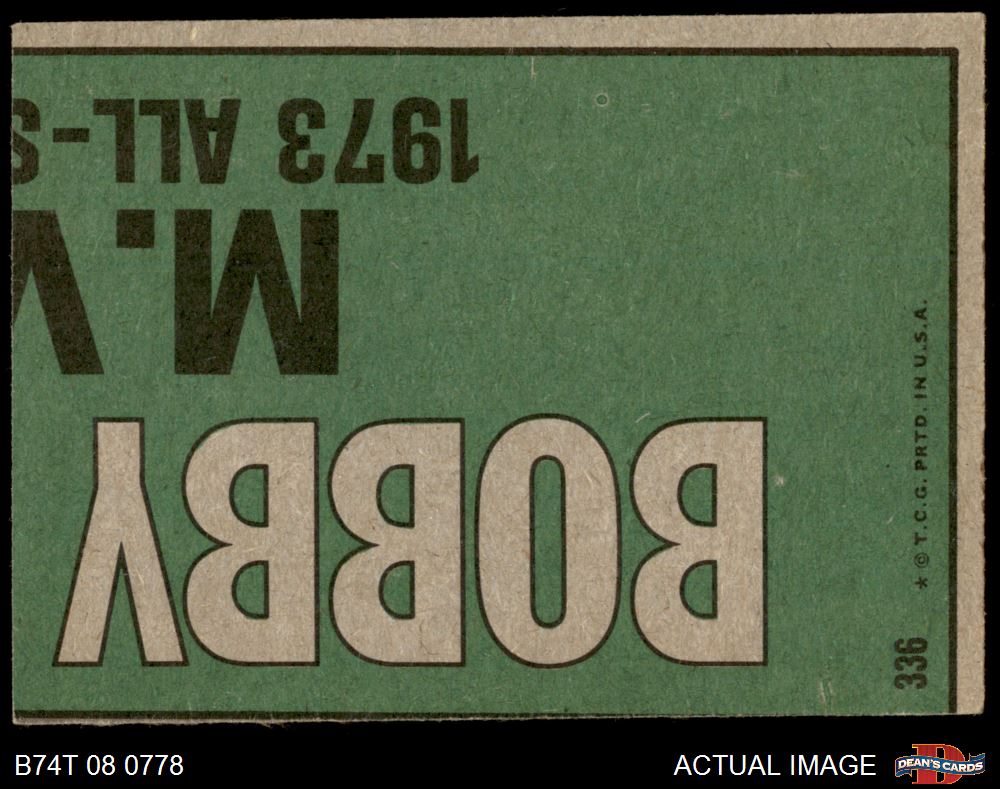 BOBBY
M.V
1973 ALL-S
336
* © T.C.G. PRTD. IN U.S.A.
B74T 08 0778
ACTUAL IMAGE
D
DEAN'S CARDS